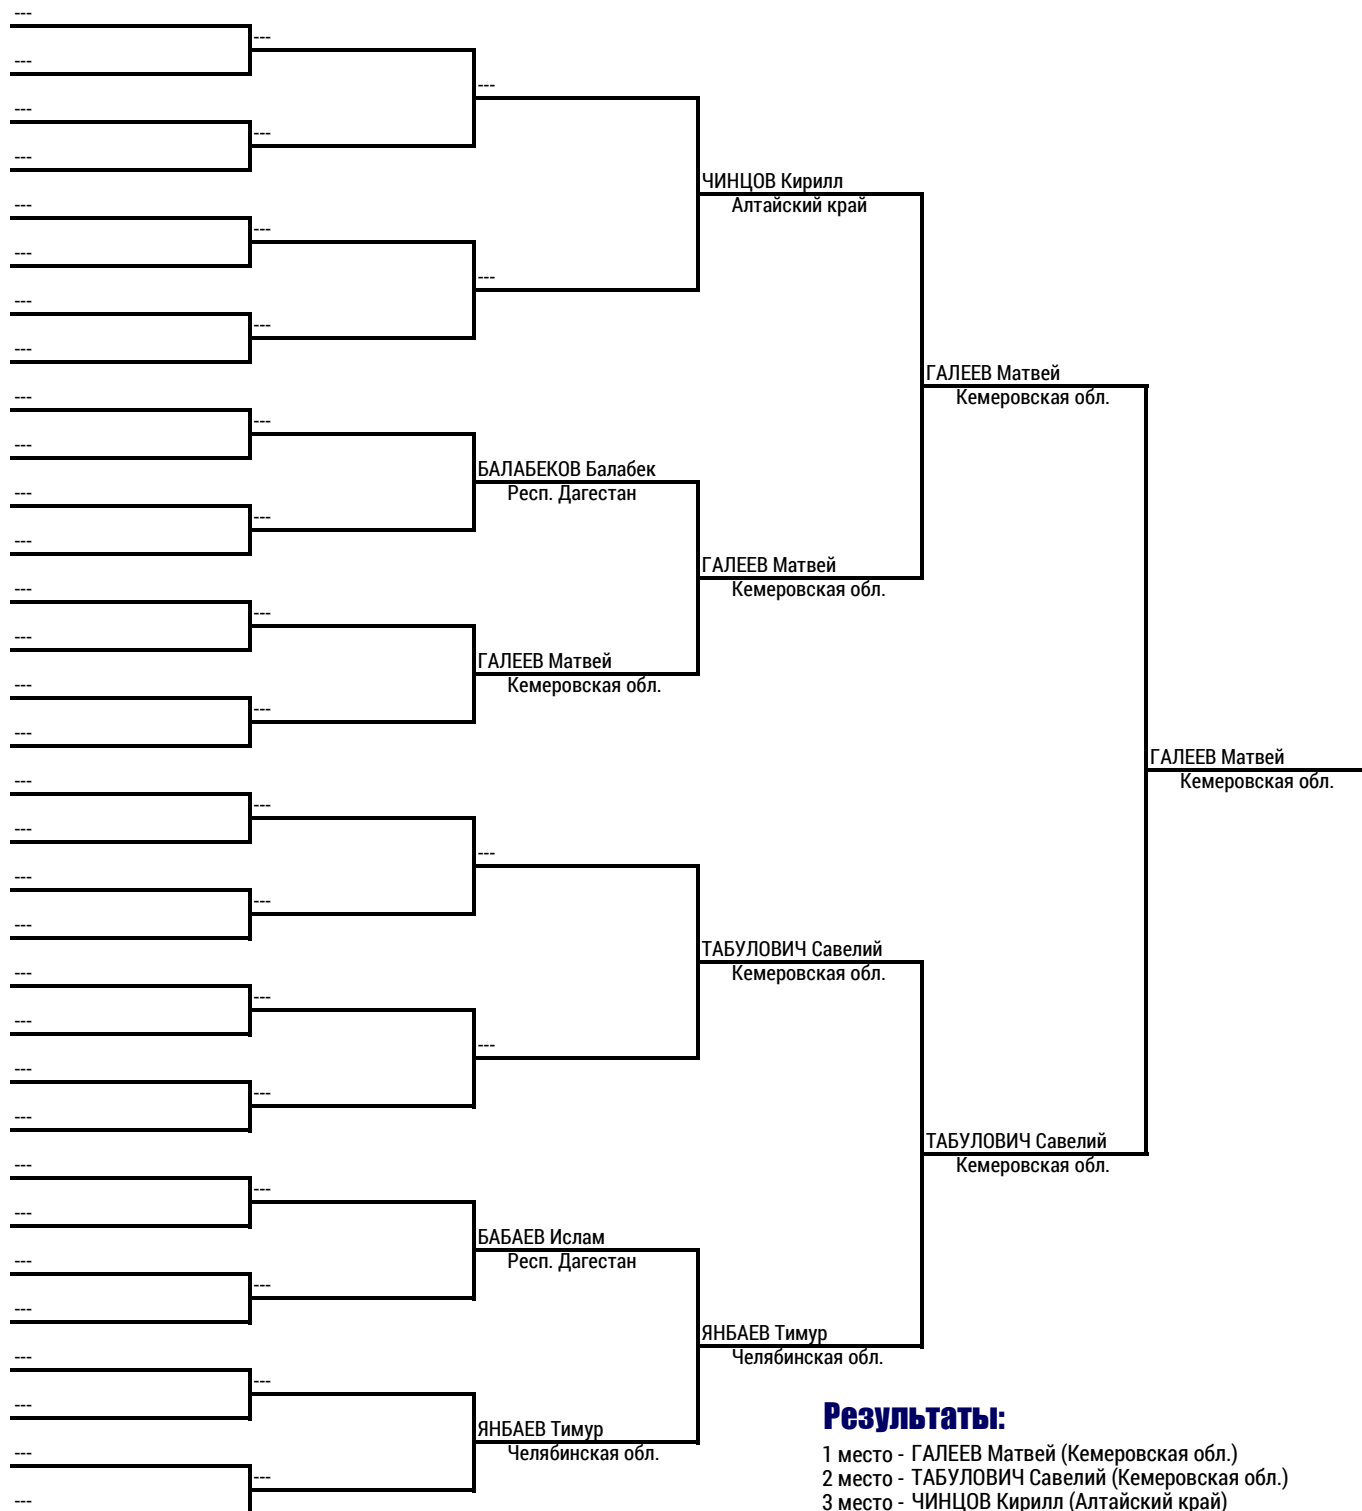 ---
---
---
---
---
---
---
ЧИНЦОВ Кирилл
Алтайский край
---
---
---
---
---
---
---
---
ГАЛЕЕВ Матвей
Кемеровская обл.
---
---
---
БАЛАБЕКОВ Балабек
Респ. Дагестан
---
---
---
ГАЛЕЕВ Матвей
Кемеровская обл.
---
---
---
ГАЛЕЕВ Матвей
Кемеровская обл.
---
---
---
ГАЛЕЕВ Матвей
Кемеровская обл.
---
---
---
---
---
---
---
ТАБУЛОВИЧ Савелий
Кемеровская обл.
---
---
---
---
---
---
---
ТАБУЛОВИЧ Савелий
Кемеровская обл.
---
---
---
БАБАЕВ Ислам
Респ. Дагестан
---
---
---
ЯНБАЕВ Тимур
Челябинская обл.
---
---
---
ЯНБАЕВ Тимур
Челябинская обл.
---
---
---
Результаты:
1 место - ГАЛЕЕВ Матвей (Кемеровская обл.)
2 место - ТАБУЛОВИЧ Савелий (Кемеровская обл.)
3 место - ЧИНЦОВ Кирилл (Алтайский край)